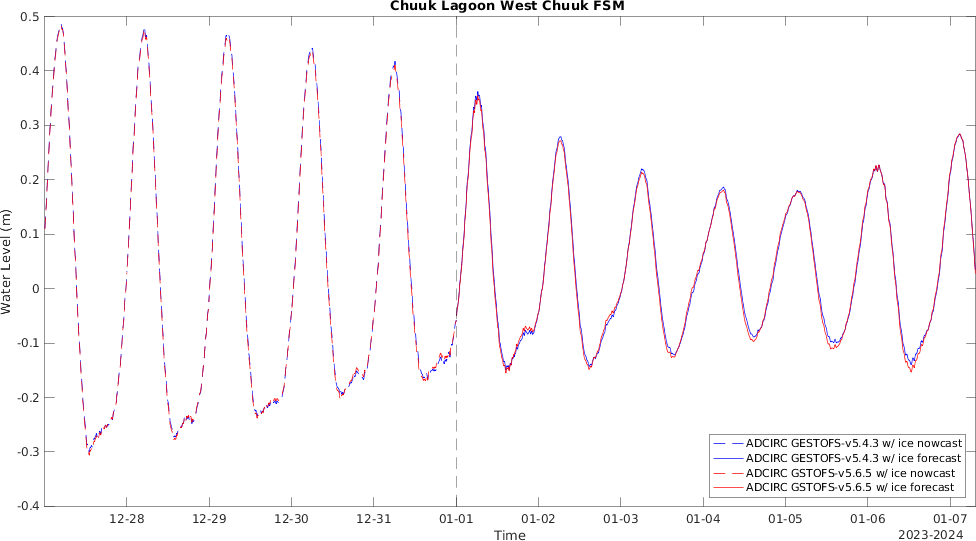 Chuuk Lagoon West Chuuk FSM
0.5
0.4
0.3
0.2
0.1
0
-0.1
-0.2
-0.3
-0.4
Water Level (m)
12-28 12-29 12-30 12-31 01-01 01-02 01-03 01-04 01-05 01-06 01-07
Time
2023-2024
ADCIRC GESTOFS-v5.4.3 w/ ice nowcast
ADCIRC GESTOFS-v5.4.3 w/ ice forecast
ADCIRC GSTOFS-v5.6.5 w/ ice nowcast
ADCIRC GSTOFS-v5.6.5 w/ ice forecast